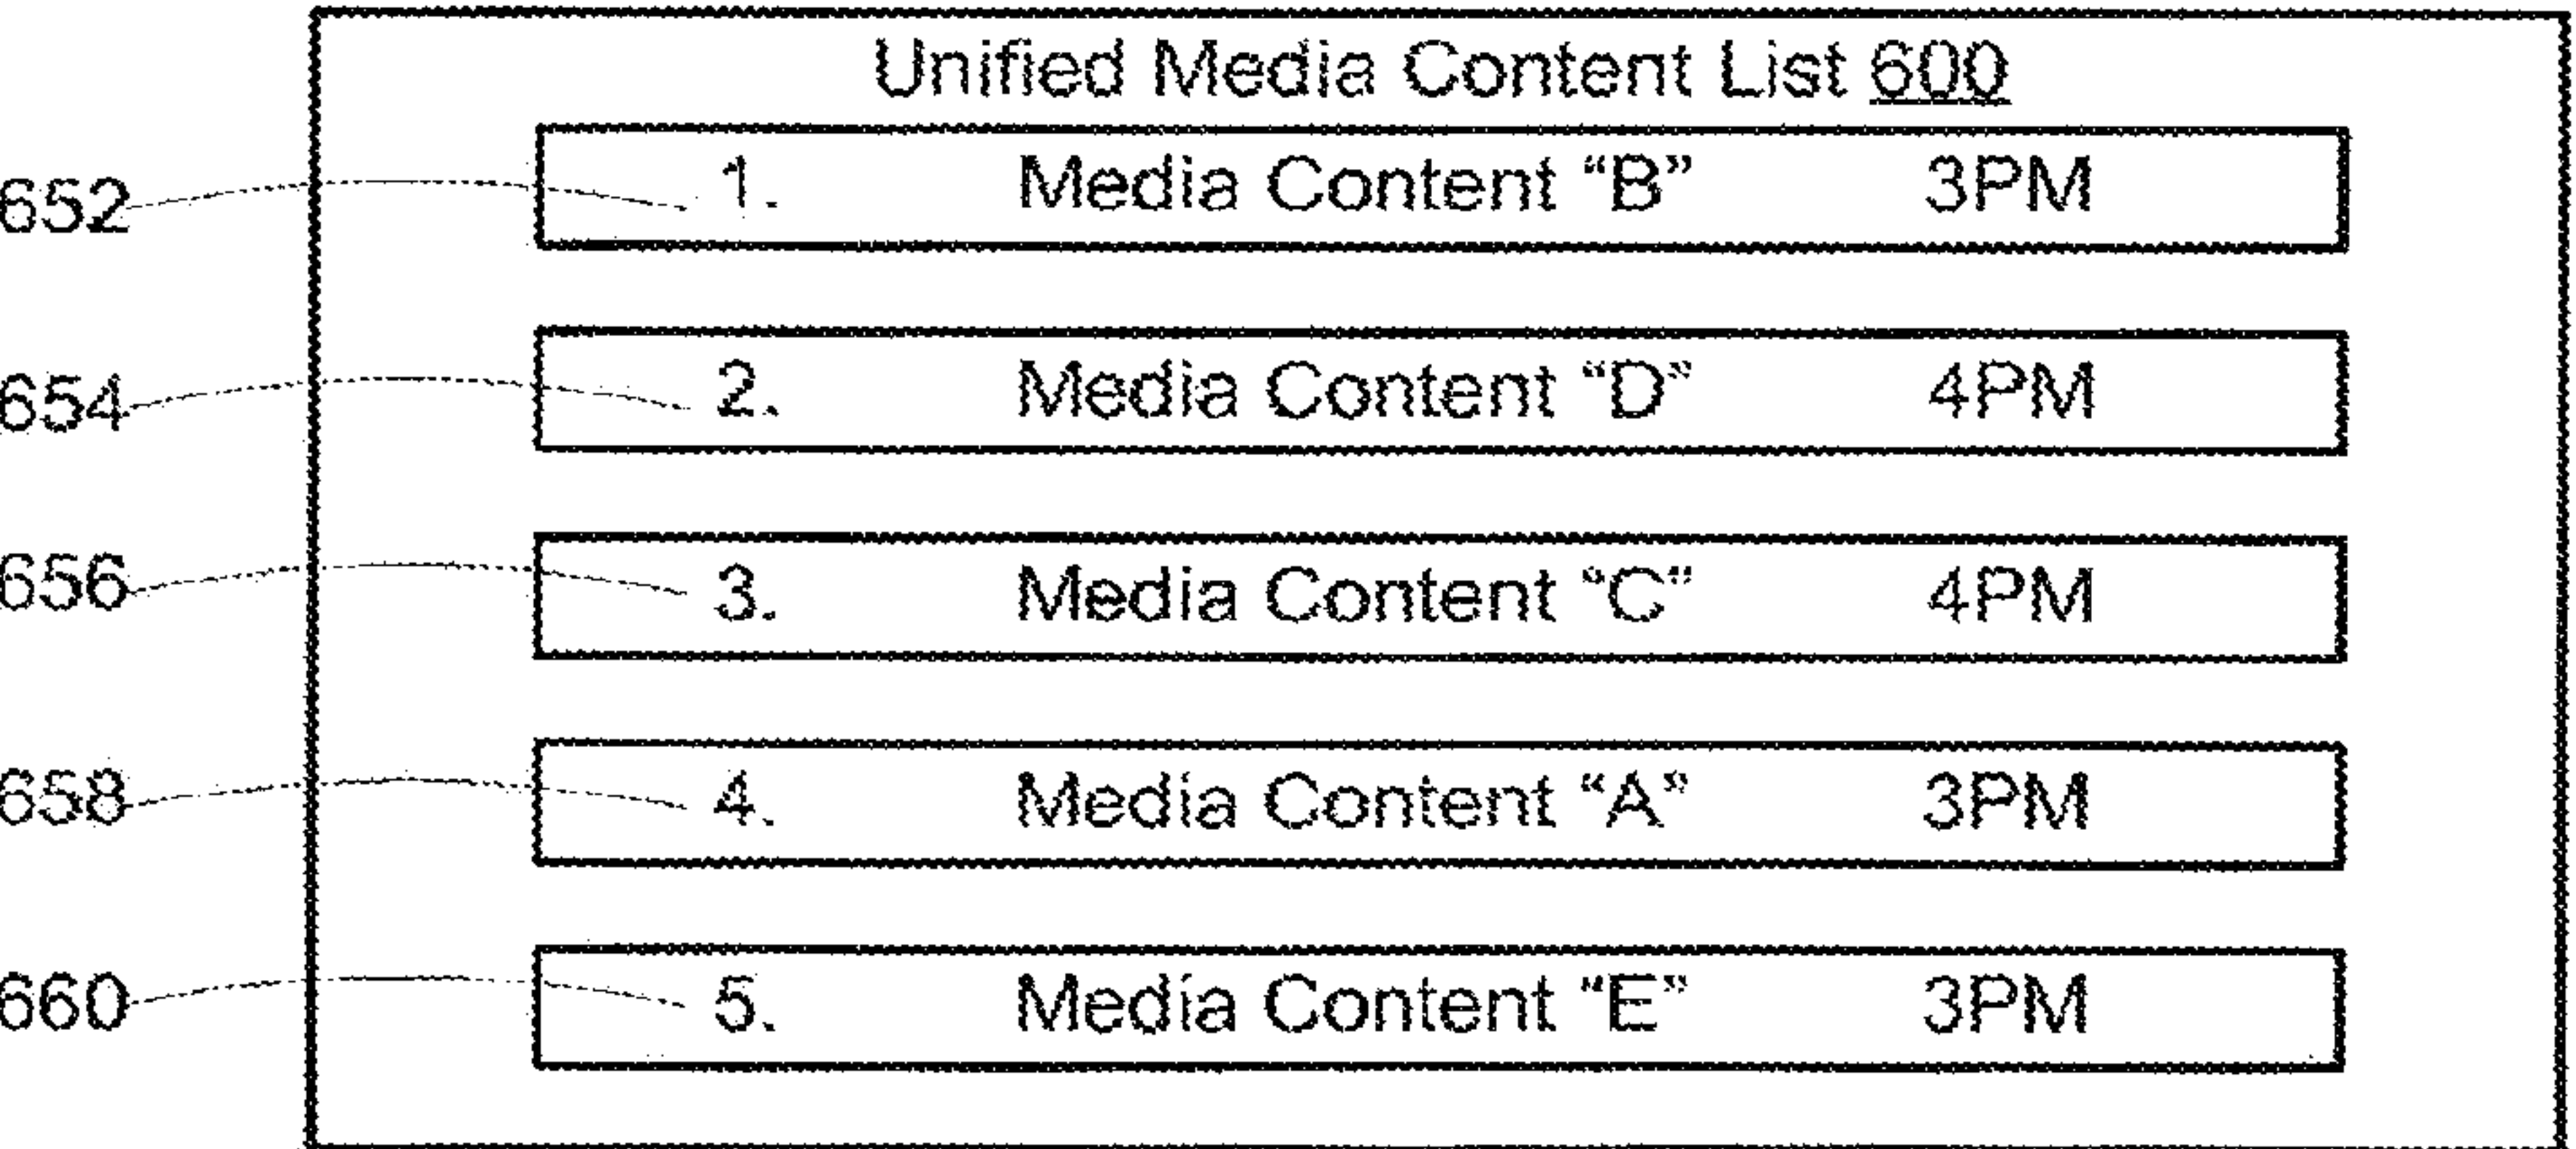 Unified Media Content List 600
652 1. Media Content “B” 3PM
654 2. Media Content “D” 4PM
656 3. Media Content “C” 4PM
658 4. Media Content “A” 3PM
660 5. Media Content “E” 3PM